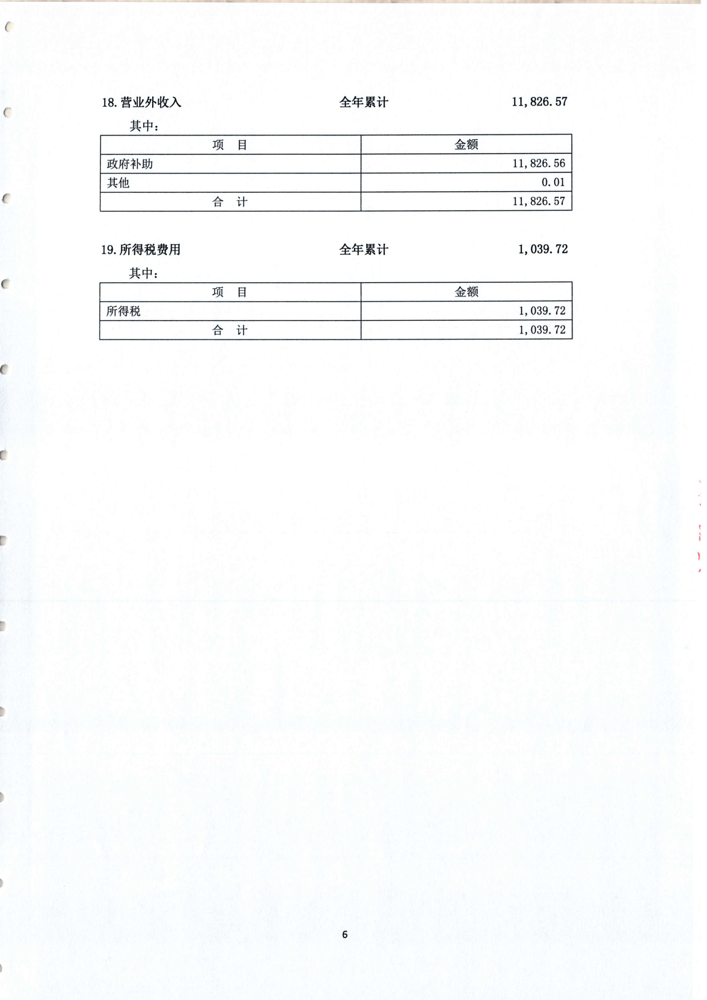 18. 营业外收入 全年累计 11,826.57
其中:
项 目 金额
政府补助 11,826.56
其他 0.01
合 计 11,826.57
19. 所得税费用 全年累计 1,039.72
其中:
项 目 金额
所得税 1,039.72
合 计 1,039.72
6